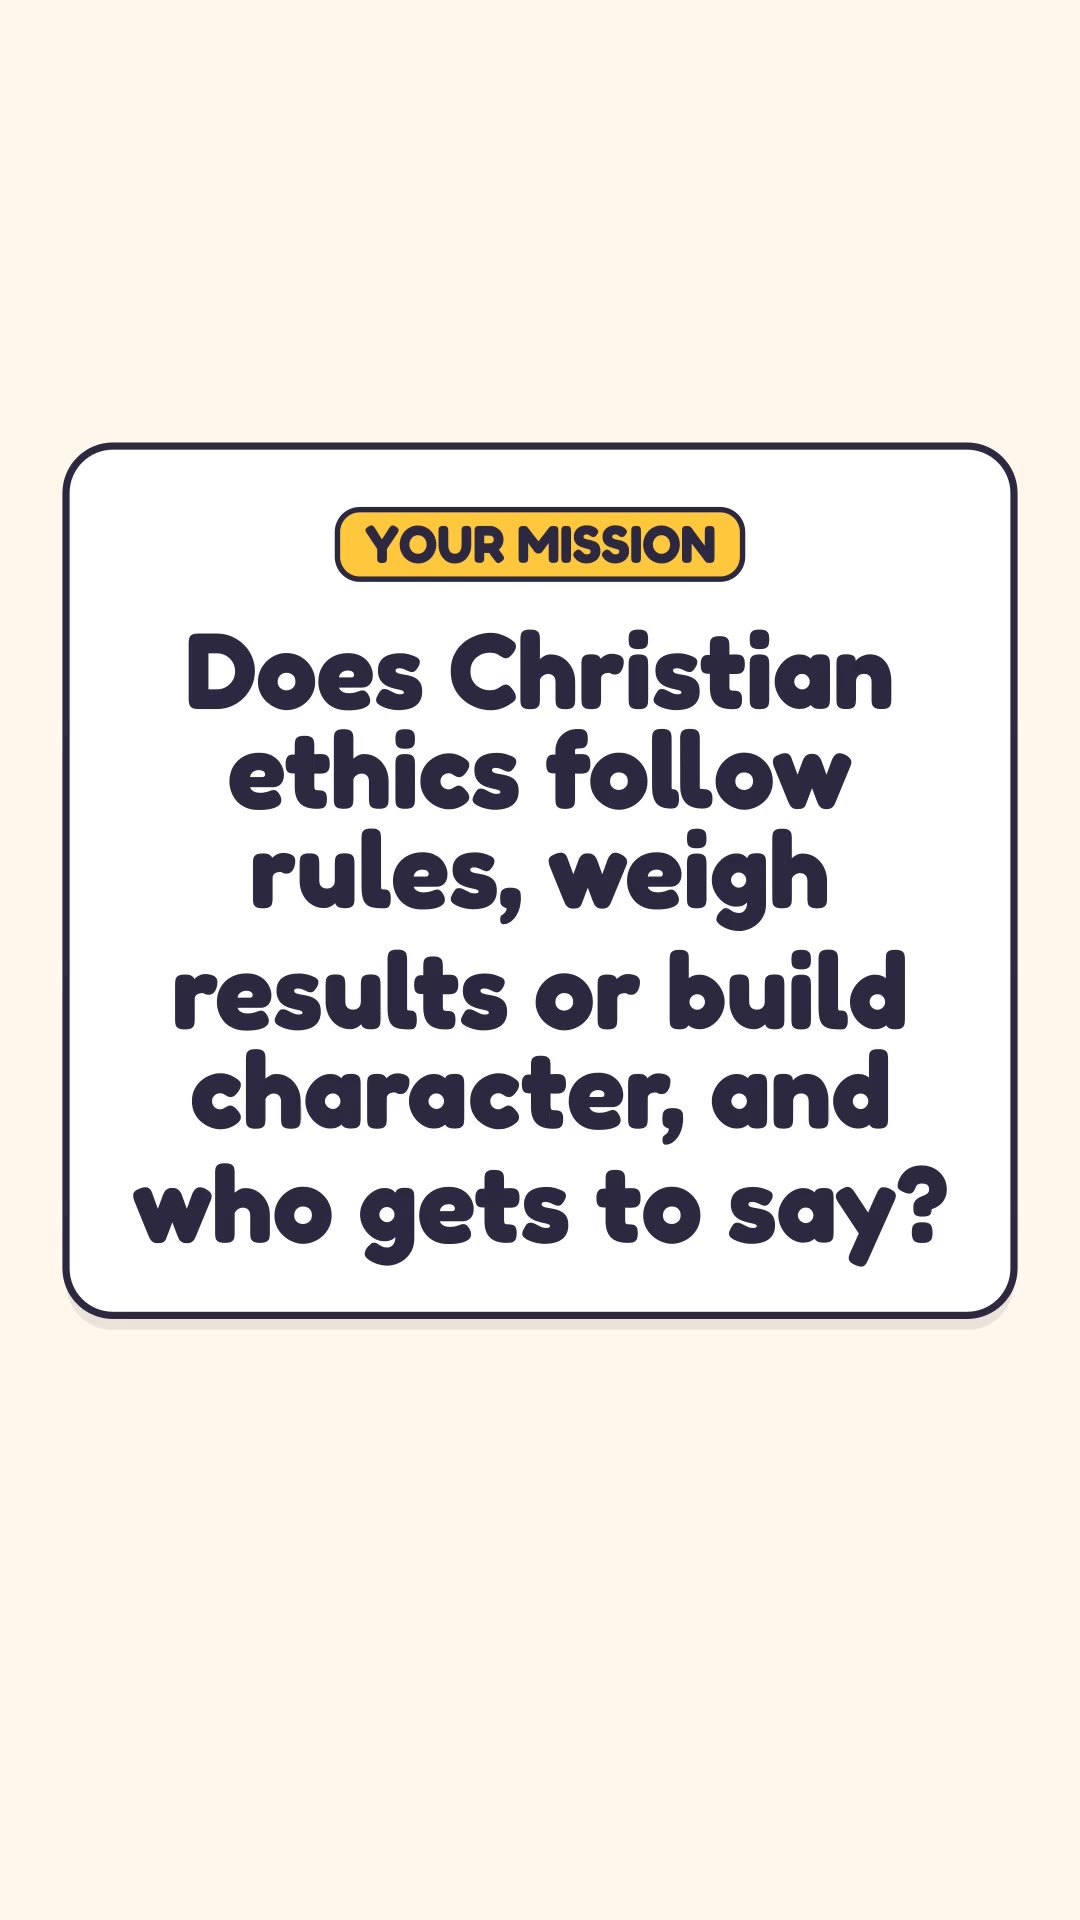 YOUR MISSION
Does Christian
ethics follow
rules, weigh
results or build
character, and
who gets to say?